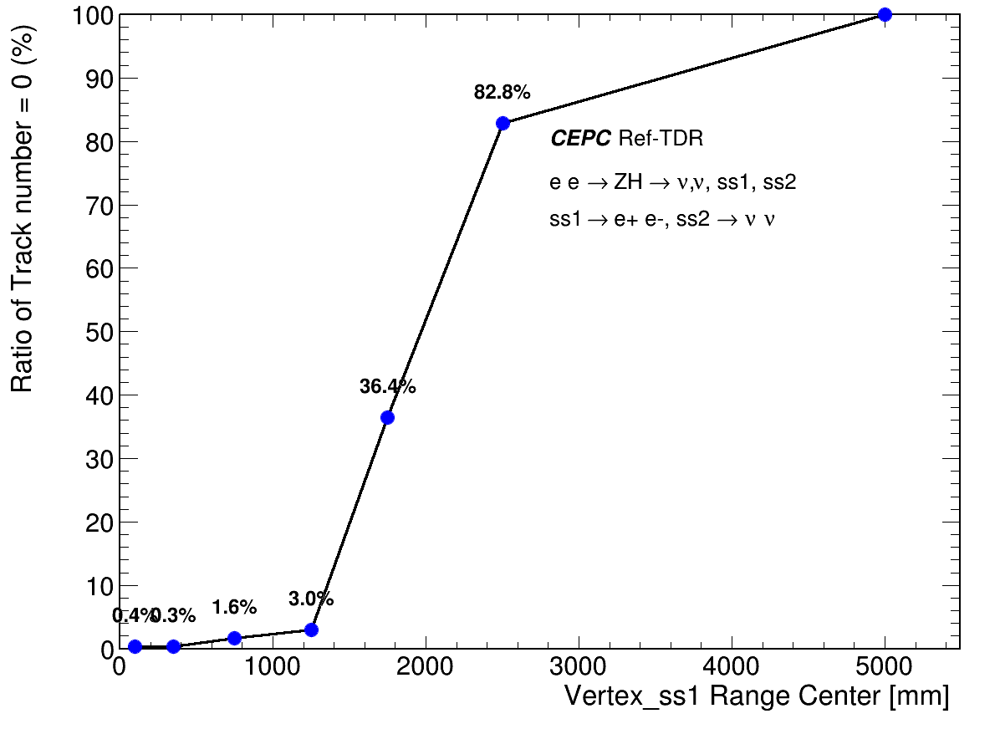 Ratio of Track number = 0 (%)
100
90
80
70
60
50
40
30
20
10
0
82.8%
CEPC Ref-TDR
e e → ZH → ν,ν, ss1, ss2
ss1 → e+ e-, ss2 → ν ν
36.4%
3.0%
1.6%
0.4%
0.3%
0 1000 2000 3000 4000 5000
Vertex_ss1 Range Center [mm]